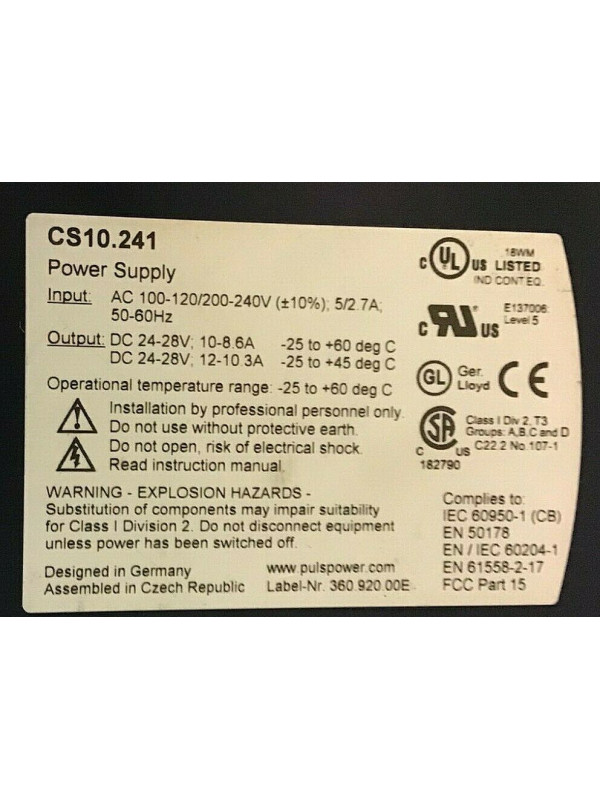 CS10.241
Power Supply
Input: AC 100-120/200-240V (±10%); 5/2.7A;
50-60Hz
Output: DC 24-28V; 10-8.6A -25 to +60 deg C
DC 24-28V; 12-10.3A -25 to +45 deg C
Operational temperature range: -25 to +60 deg C
Installation by professional personnel only.
Do not use without protective earth.
Do not open, risk of electrical shock.
Read instruction manual.
WARNING - EXPLOSION HAZARDS -
Substitution of components may impair suitability
for Class I Division 2. Do not disconnect equipment
unless power has been switched off.
Designed in Germany www.pulspower.com
Assembled in Czech Republic Label-Nr. 360.920.00E
C UL US LISTED
18WM
IND CONT EQ.
C RU US
E137006
Level 5
GL Ger.
Lloyd
CE
SA
C US
182790
Class I Div 2, T3
Groups: A,B,C and D
C22.2 No.107-1
Complies to:
IEC 60950-1 (CB)
EN 50178
EN / IEC 60204-1
EN 61558-2-17
FCC Part 15